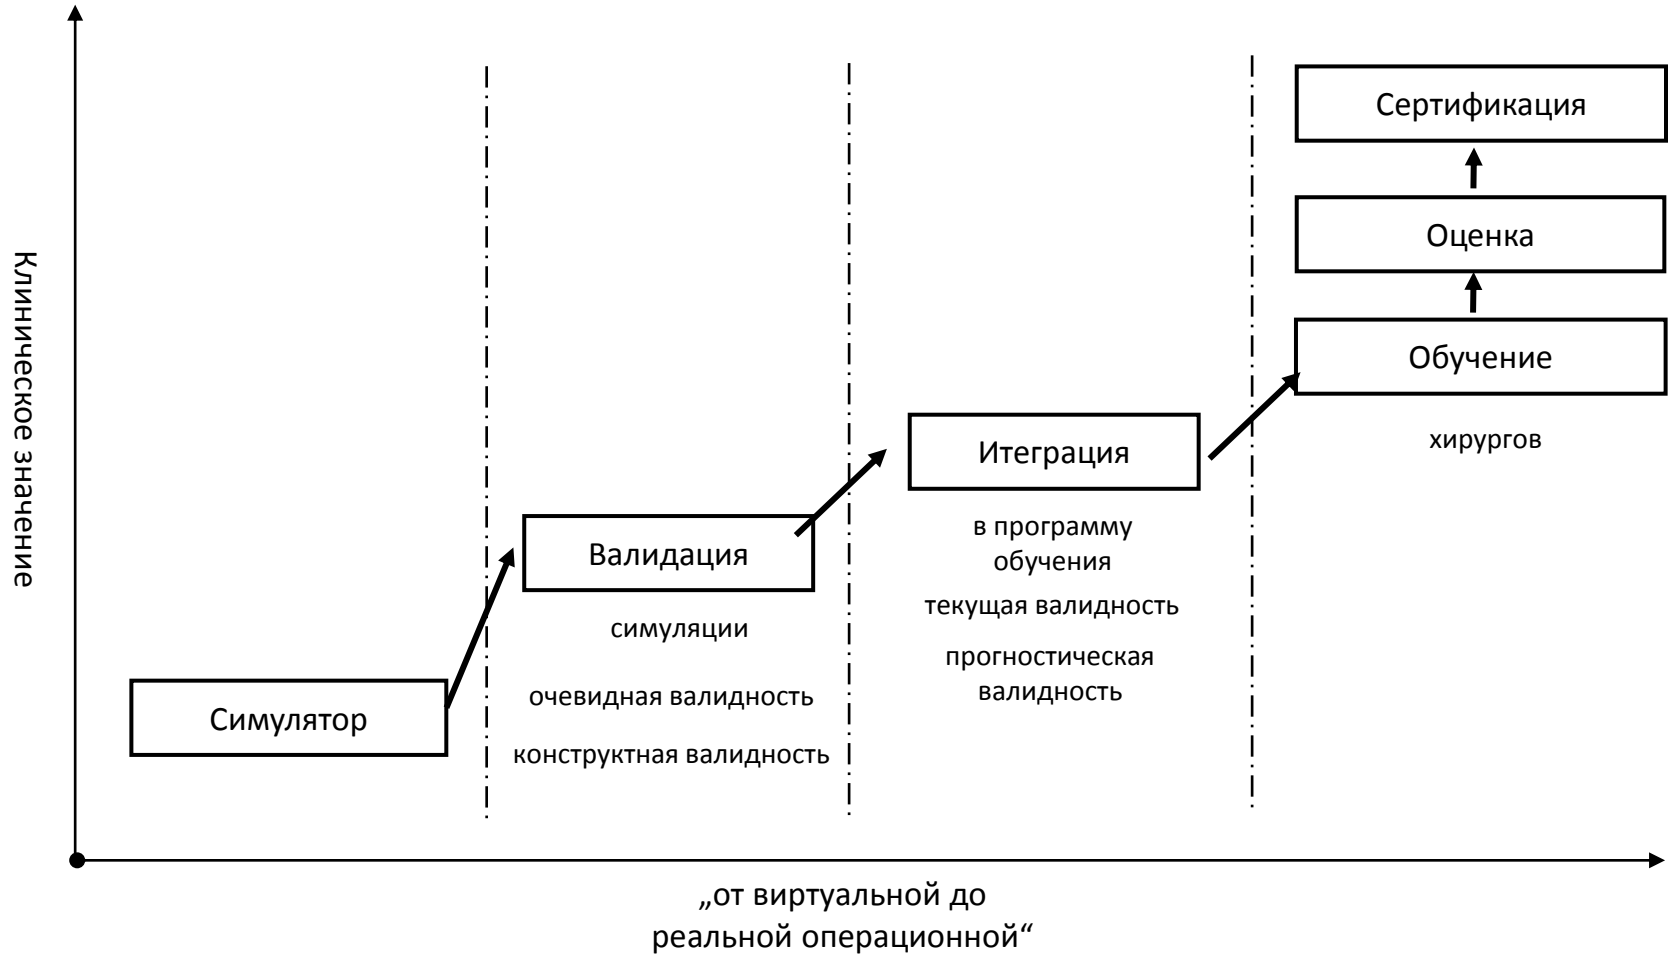 Клиническое значение
Симулятор
Валидация
симуляции
очевидная валидность
конструктная валидность
Итеграция
в программу
обучения
текущая валидность
прогностическая
валидность
Сертификация
Оценка
Обучение
хирургов
„от виртуальной до
реальной операционной“